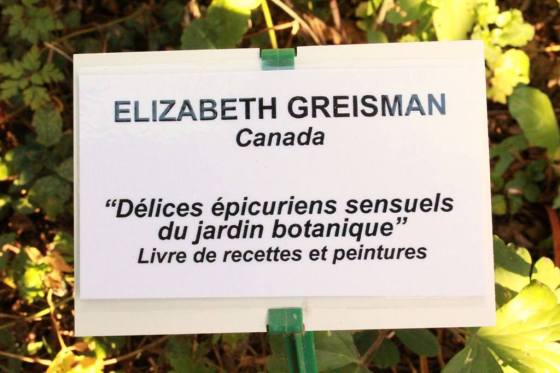 ELIZABETH GREISMAN
Canada
“Délices épicuriens sensuels
du jardin botanique”
Livre de recettes et peintures